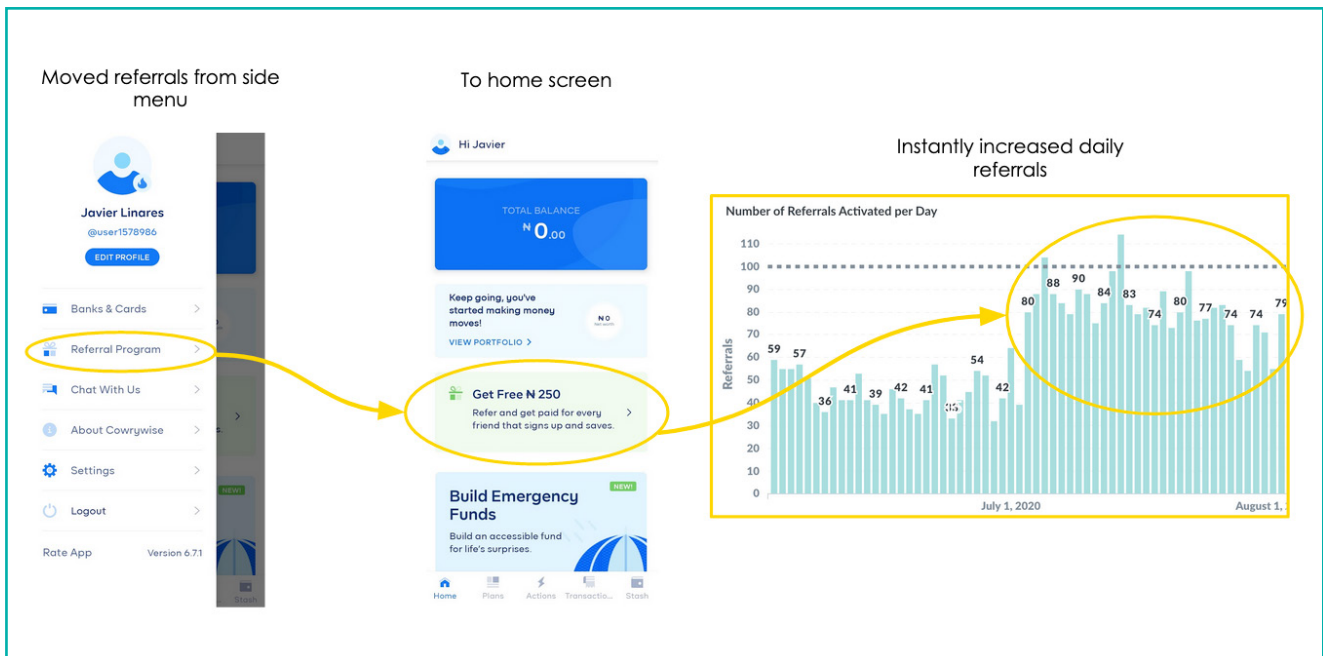 Moved referrals from side
menu
Javier Linares
@user1578986
EDIT PROFILE
Banks & Cards
Referral Program
Chat With Us
About Cowrywise
Settings
Logout
Rate App Version 6.7.1
NEW!
Stash
To home screen
Hi Javier
TOTAL BALANCE
₦ 0.00
Keep going, you've
started making money
moves!
VIEW PORTFOLIO >
₦ 0
Get Free ₦ 250
Refer and get paid for every
friend that signs up and saves.
NEW!
Build Emergency
Funds
Build an accessible fund
for life's surprises.
Home Plans Actions Transactio... Stash
Instantly increased daily
referrals
Number of Referrals Activated per Day
110
100
90
80
70
60
50
40
30
20
10
0
Referrals
59 57 36 41 39 42 41 54 42 80 88 90 84 83 74 80 77 74 74 79
July 1, 2020 August 1,